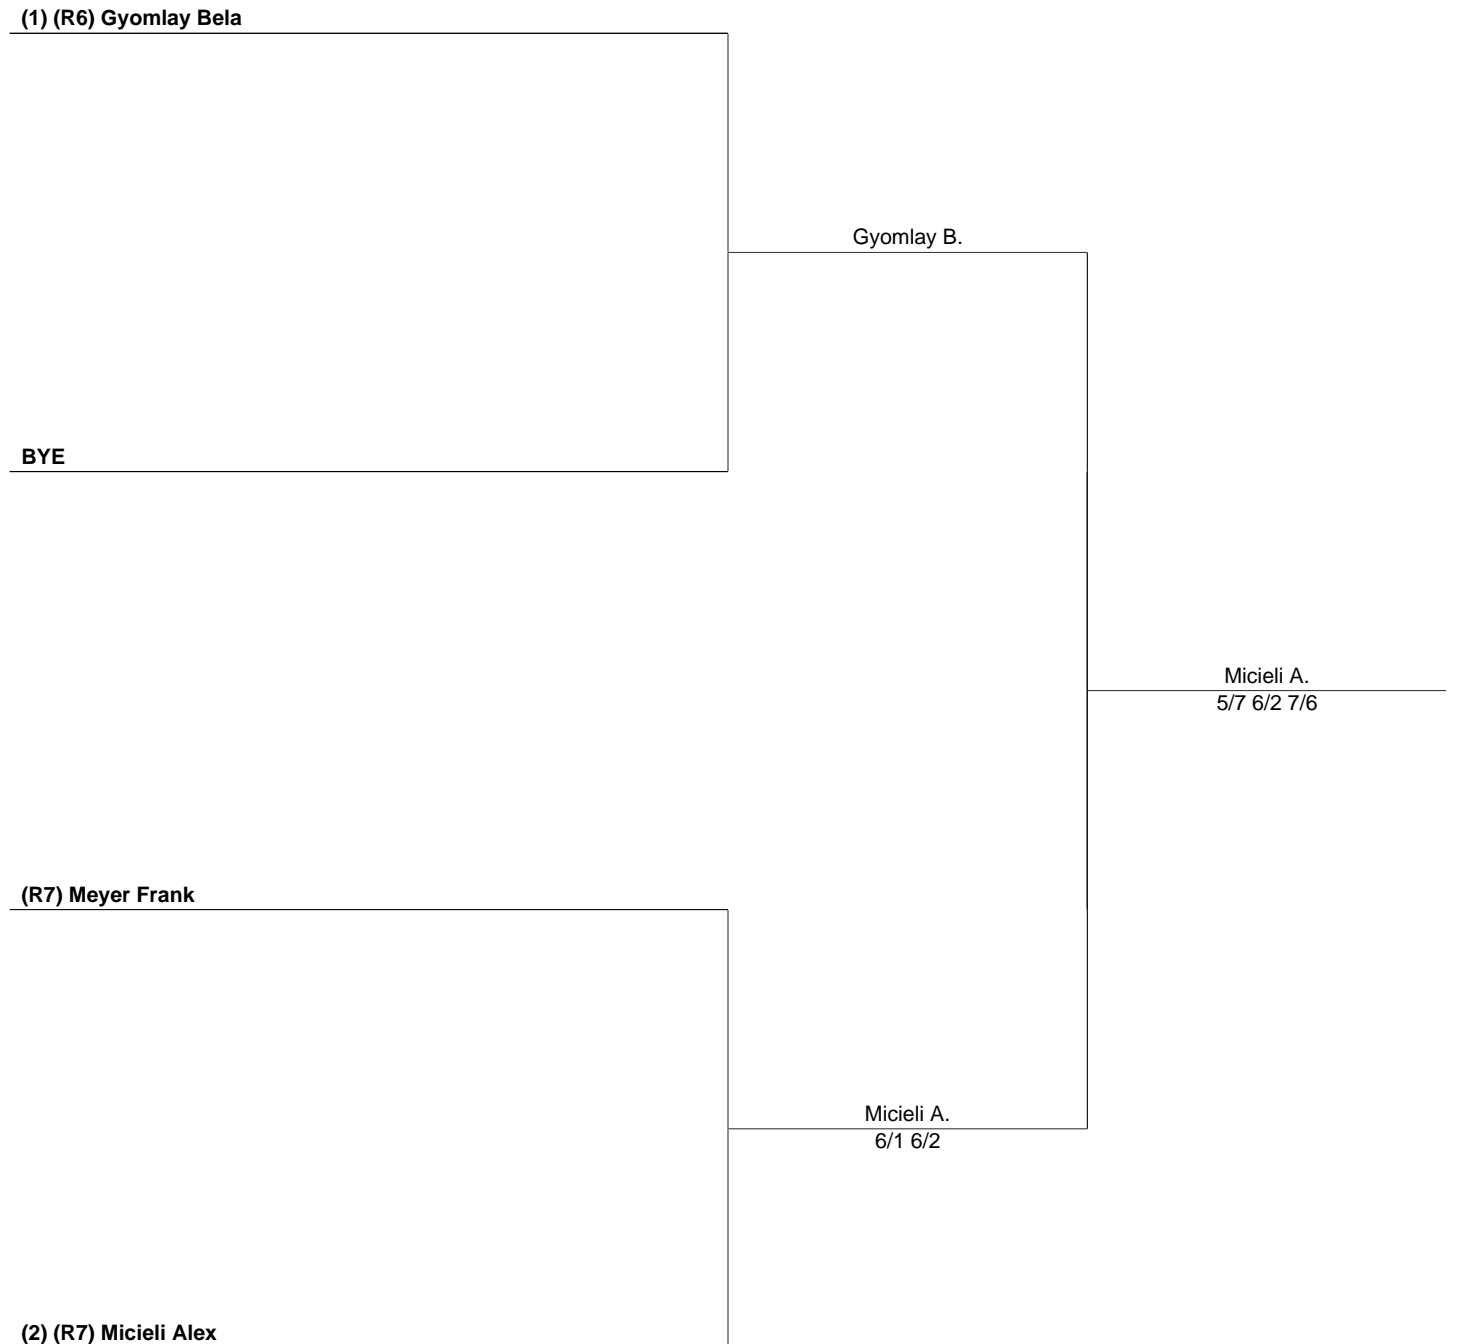 (1) (R6) Gyomlay Bela
Gyomlay B.
BYE
Micieli A.
5/7 6/2 7/6
(R7) Meyer Frank
Micieli A.
6/1 6/2
(2) (R7) Micieli Alex